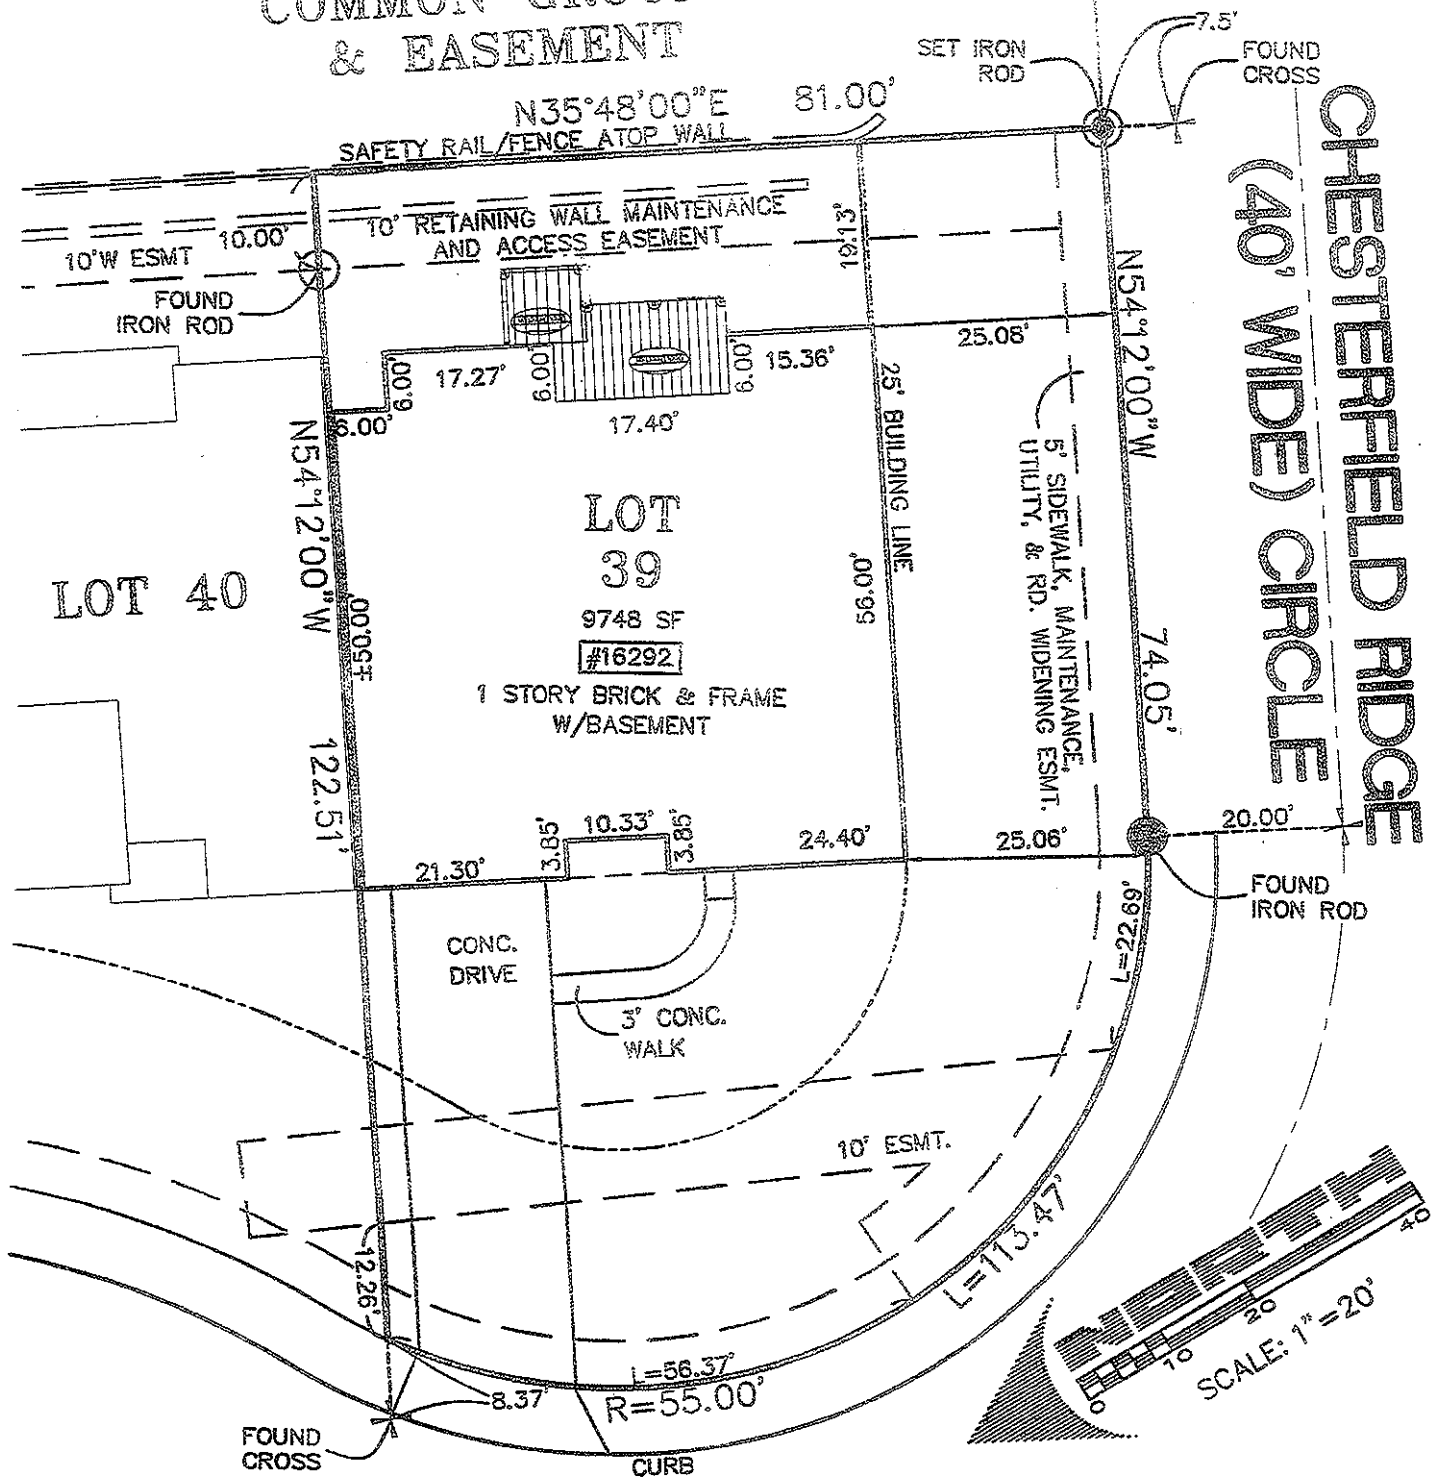 COMMON GROUND
& EASEMENT
N35°48'00"E
81.00'
SAFETY RAIL/FENCE ATOP WALL
SET IRON
ROD
7.5'
FOUND
CROSS
CHESTERFIELD RIDGE
(40' WIDE) CIRCLE
10'W ESMT
10.00'
10' RETAINING WALL MAINTENANCE
AND ACCESS EASEMENT
19.13'
FOUND
IRON ROD
N54°12'00"W
25.08'
6.00'
6.00'
17.27'
6.00'
17.40'
6.00'
15.36'
25' BUILDING LINE
5' SIDEWALK, MAINTENANCE,
UTILITY, & RD. WIDENING ESMT.
N54°12'00"W
LOT 40
±50.00'
122.51'
LOT
39
9748 SF
#16292
1 STORY BRICK & FRAME
W/BASEMENT
56.00'
74.05'
21.30'
3.85'
10.33'
3.85'
24.40'
25.06'
20.00'
FOUND
IRON ROD
CONC.
DRIVE
3' CONC.
WALK
L=22.69'
10' ESMT.
L=113.47'
12.26'
L=56.37'
R=55.00'
8.37'
FOUND
CROSS
CURB
NORTH
0 10 20 40
SCALE: 1"=20'